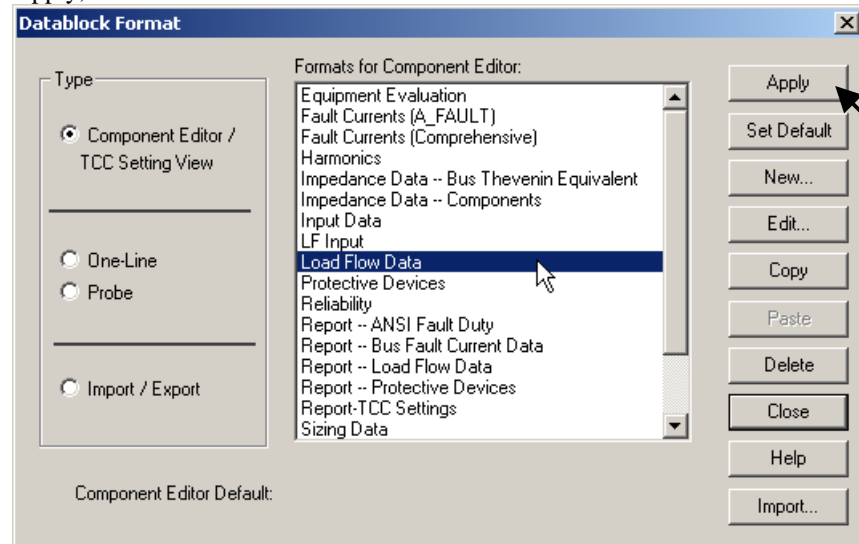 Datablock Format
Type
Component Editor /
TCC Setting View
One-Line
Probe
Import / Export
Formats for Component Editor:
Equipment Evaluation
Fault Currents (A_FAULT)
Fault Currents (Comprehensive)
Harmonics
Impedance Data -- Bus Thevenin Equivalent
Impedance Data -- Components
Input Data
LF Input
Load Flow Data
Protective Devices
Reliability
Report -- ANSI Fault Duty
Report -- Bus Fault Current Data
Report -- Load Flow Data
Report -- Protective Devices
Report-TCC Settings
Sizing Data
Apply
Set Default
New...
Edit...
Copy
Paste
Delete
Close
Help
Import...
Component Editor Default: